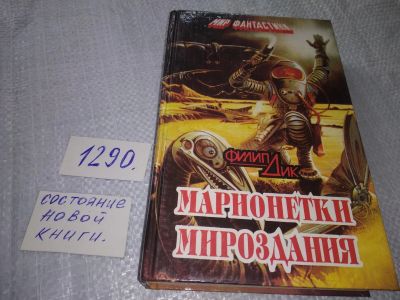 МИР ФАНТАСТИКИ
ФИЛИП ДИК
МАРИОНЕТКИ
МИРОЗДАНИЯ
1290.
СОСТОЯНИЕ
НОВОЙ
КНИГИ.